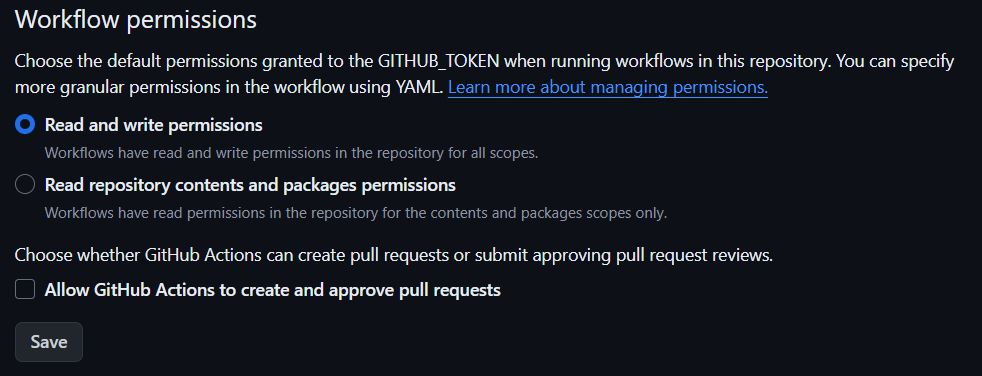 Workflow permissions
Choose the default permissions granted to the GITHUB_TOKEN when running workflows in this repository. You can specify
more granular permissions in the workflow using YAML. Learn more about managing permissions.
Read and write permissions
Workflows have read and write permissions in the repository for all scopes.
Read repository contents and packages permissions
Workflows have read permissions in the repository for the contents and packages scopes only.
Choose whether GitHub Actions can create pull requests or submit approving pull request reviews.
Allow GitHub Actions to create and approve pull requests
Save